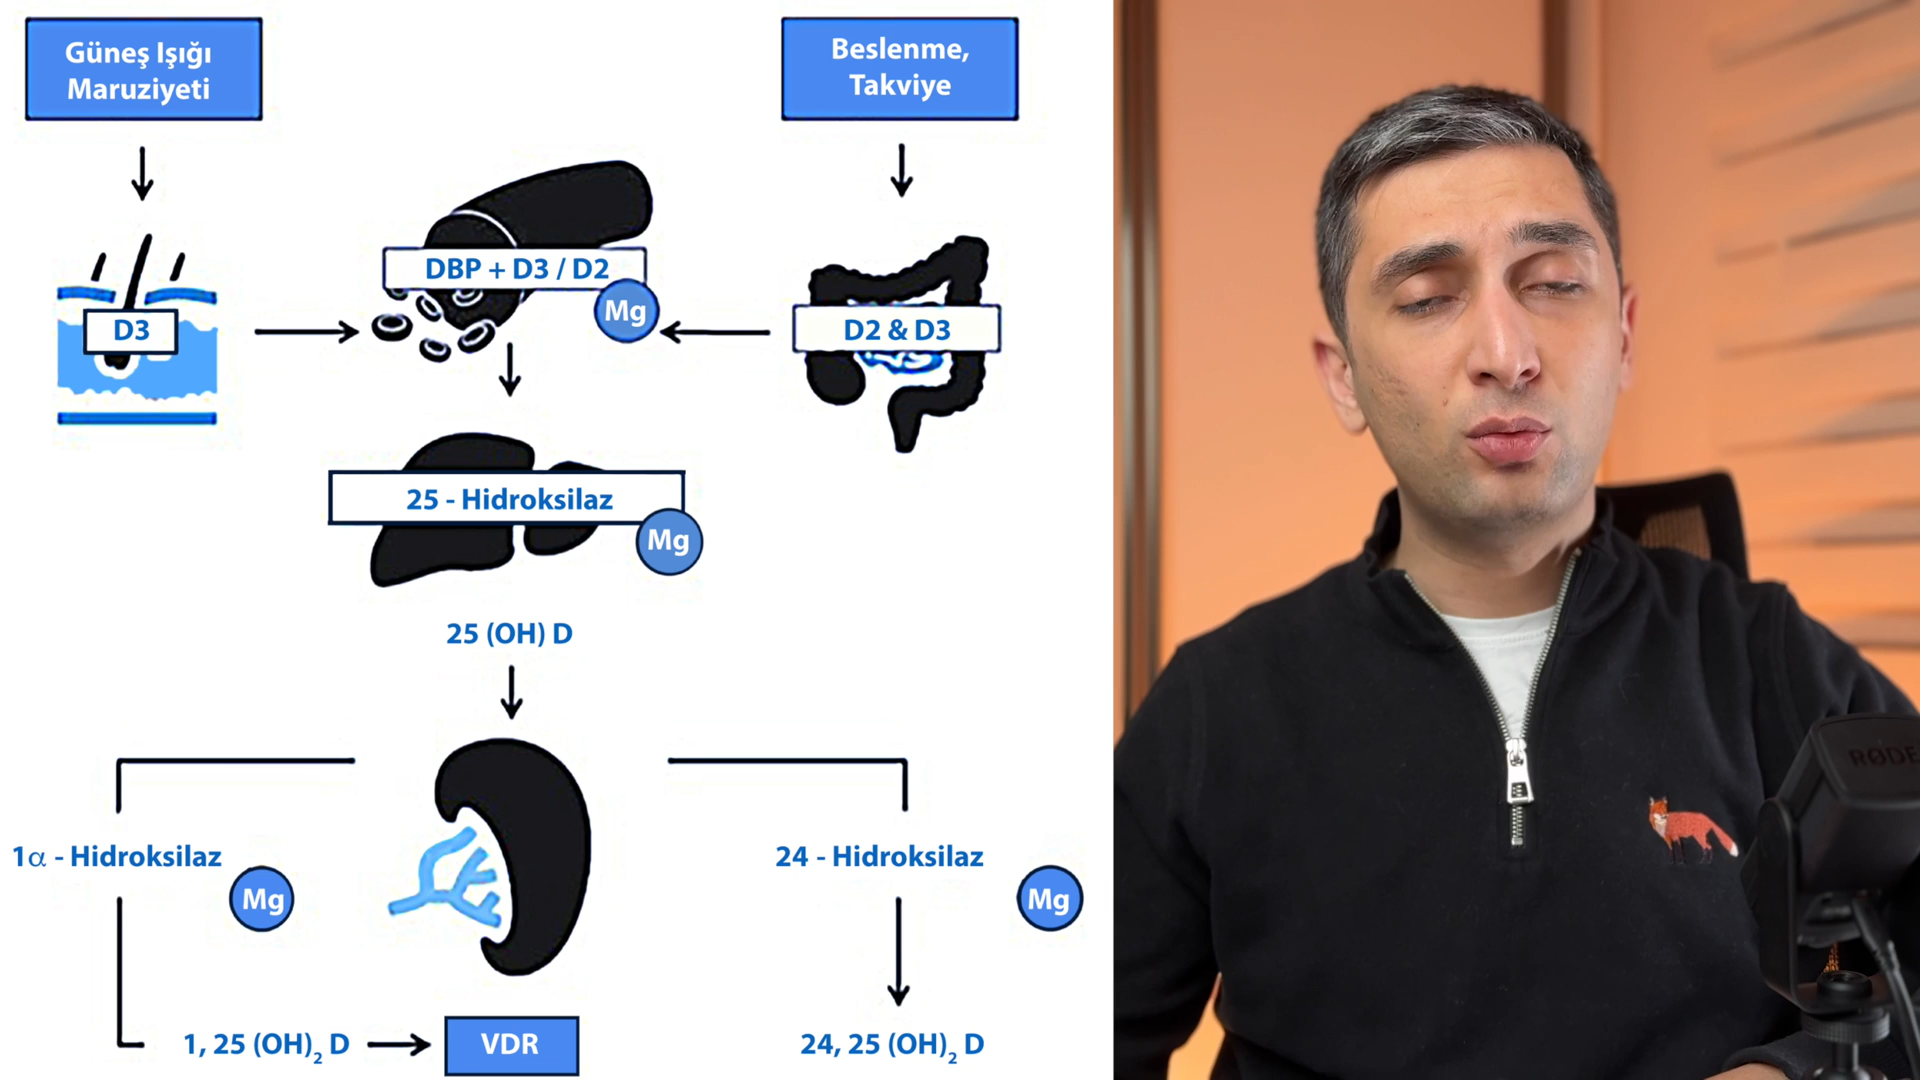 Güneş Işığı
Maruziyeti
Beslenme,
Takviye
DBP + D3 / D2
Mg
D3
D2 & D3
25 - Hidroksilaz
Mg
25 (OH) D
1α - Hidroksilaz
Mg
24 - Hidroksilaz
Mg
1, 25 (OH)₂ D
VDR
24, 25 (OH)₂ D
RØDE